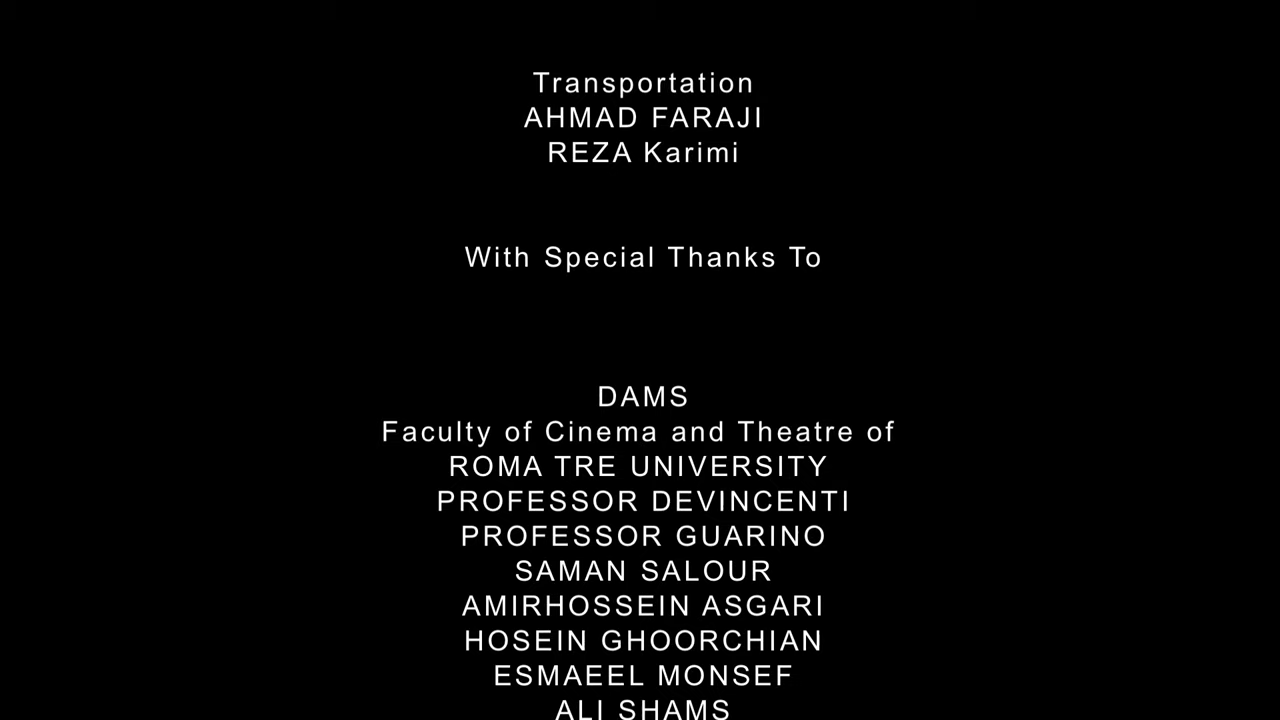 Transportation
AHMAD FARAJI
REZA Karimi
With Special Thanks To
DAMS
Faculty of Cinema and Theatre of
ROMA TRE UNIVERSITY
PROFESSOR DEVINCENTI
PROFESSOR GUARINO
SAMAN SALOUR
AMIRHOSSEIN ASGARI
HOSEIN GHOORCHIAN
ESMAEEL MONSEF
ALI SHAMS